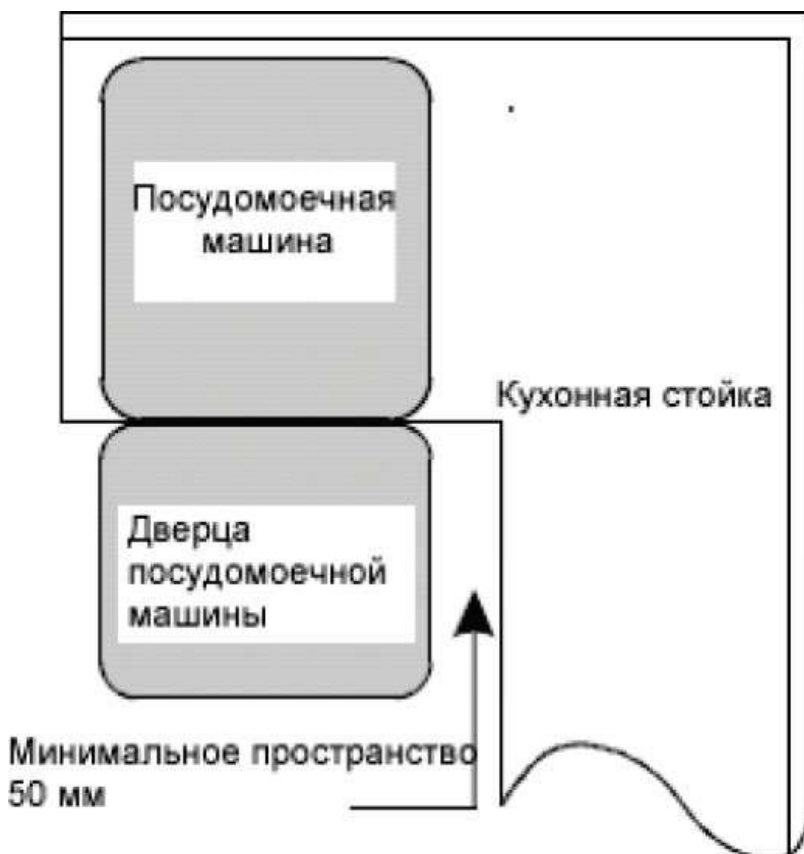 Посудомоечная
машина
Кухонная стойка
Дверца
посудомоечной
машины
Минимальное пространство
50 мм